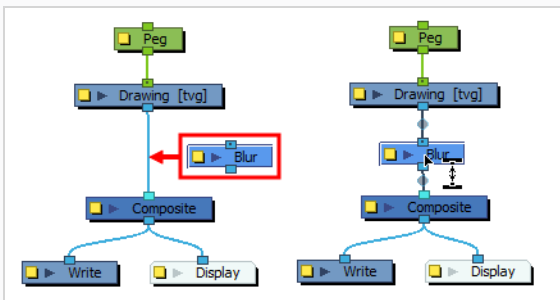 Peg
Drawing [tvg]
Blur
Composite
Write
Display
Peg
Drawing [tvg]
Blur
Composite
Write
Display